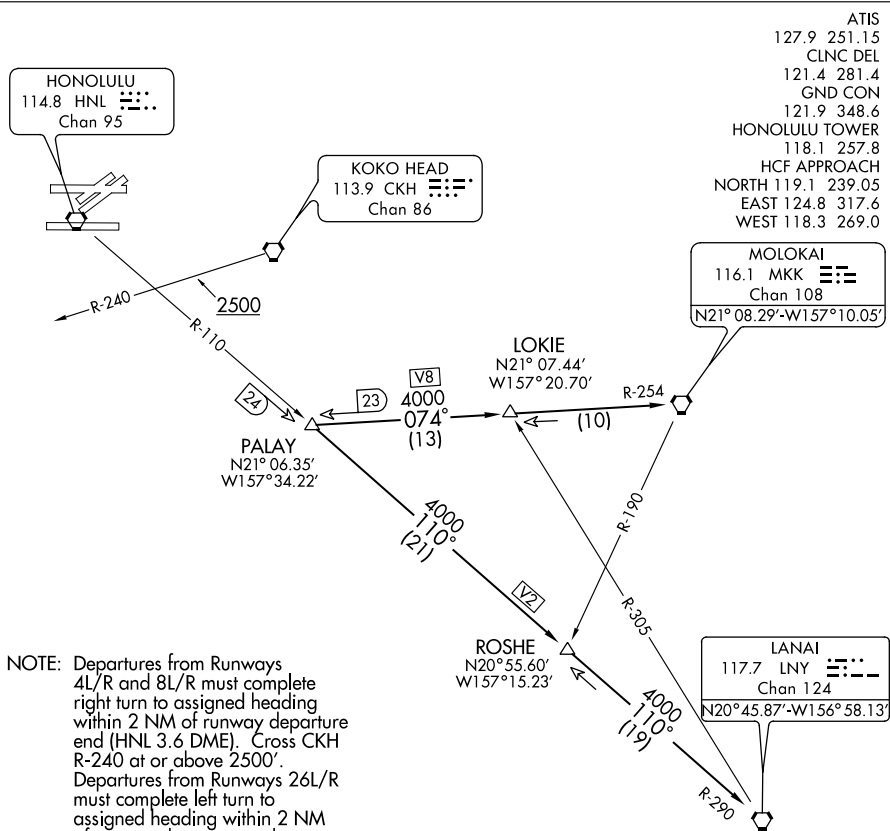 ATIS
127.9 251.15
CLNC DEL
121.4 281.4
GND CON
121.9 348.6
HONOLULU TOWER
118.1 257.8
HCF APPROACH
NORTH 119.1 239.05
EAST 124.8 317.6
WEST 118.3 269.0
HONOLULU
114.8 HNL
Chan 95
KOKO HEAD
113.9 CKH
Chan 86
MOLOKAI
116.1 MKK
Chan 108
N21° 08.29’-W157°10.05’
R-240
2500
R-110
LOKIE
N21° 07.44’
W157°20.70’
R-254
V8
4000
074°
(13)
(10)
24
23
PALAY
N21° 06.35’
W157°34.22’
R-190
4000
110°
(21)
V2
R-305
ROSHE
N20°55.60’
W157°15.23’
LANAI
117.7 LNY
Chan 124
N20°45.87’-W156°58.13’
4000
110°
(19)
R-290
NOTE: Departures from Runways
4L/R and 8L/R must complete
right turn to assigned heading
within 2 NM of runway departure
end (HNL 3.6 DME). Cross CKH
R-240 at or above 2500’.
Departures from Runways 26L/R
must complete left turn to
assigned heading within 2 NM